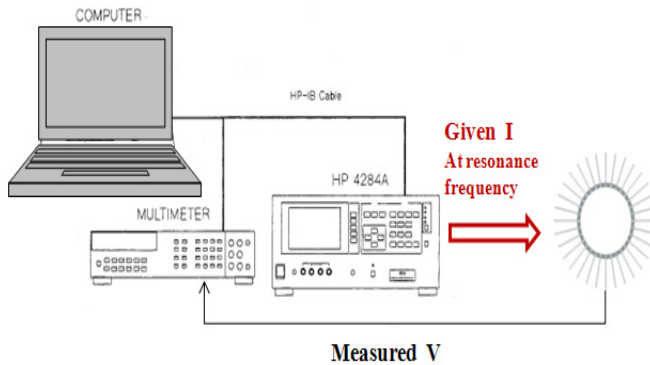 COMPUTER
HP-IB Cable
Given I
At resonance
frequency
HP 4284A
MULTIMETER
Measured V